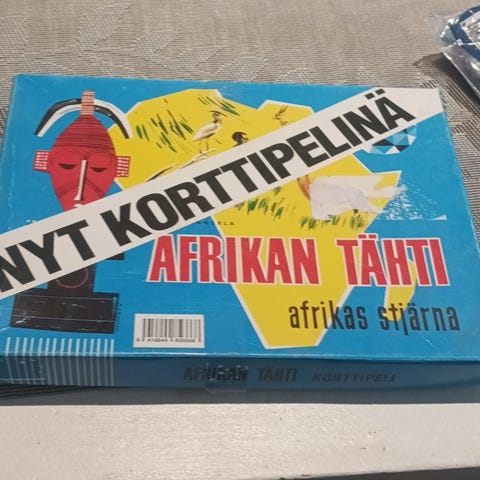 NYT KORTTIPELINÄ
AFRIKAN TÄHTI
afrikas stjärna
AFRIKAN TÄHTI KORTTIPELI